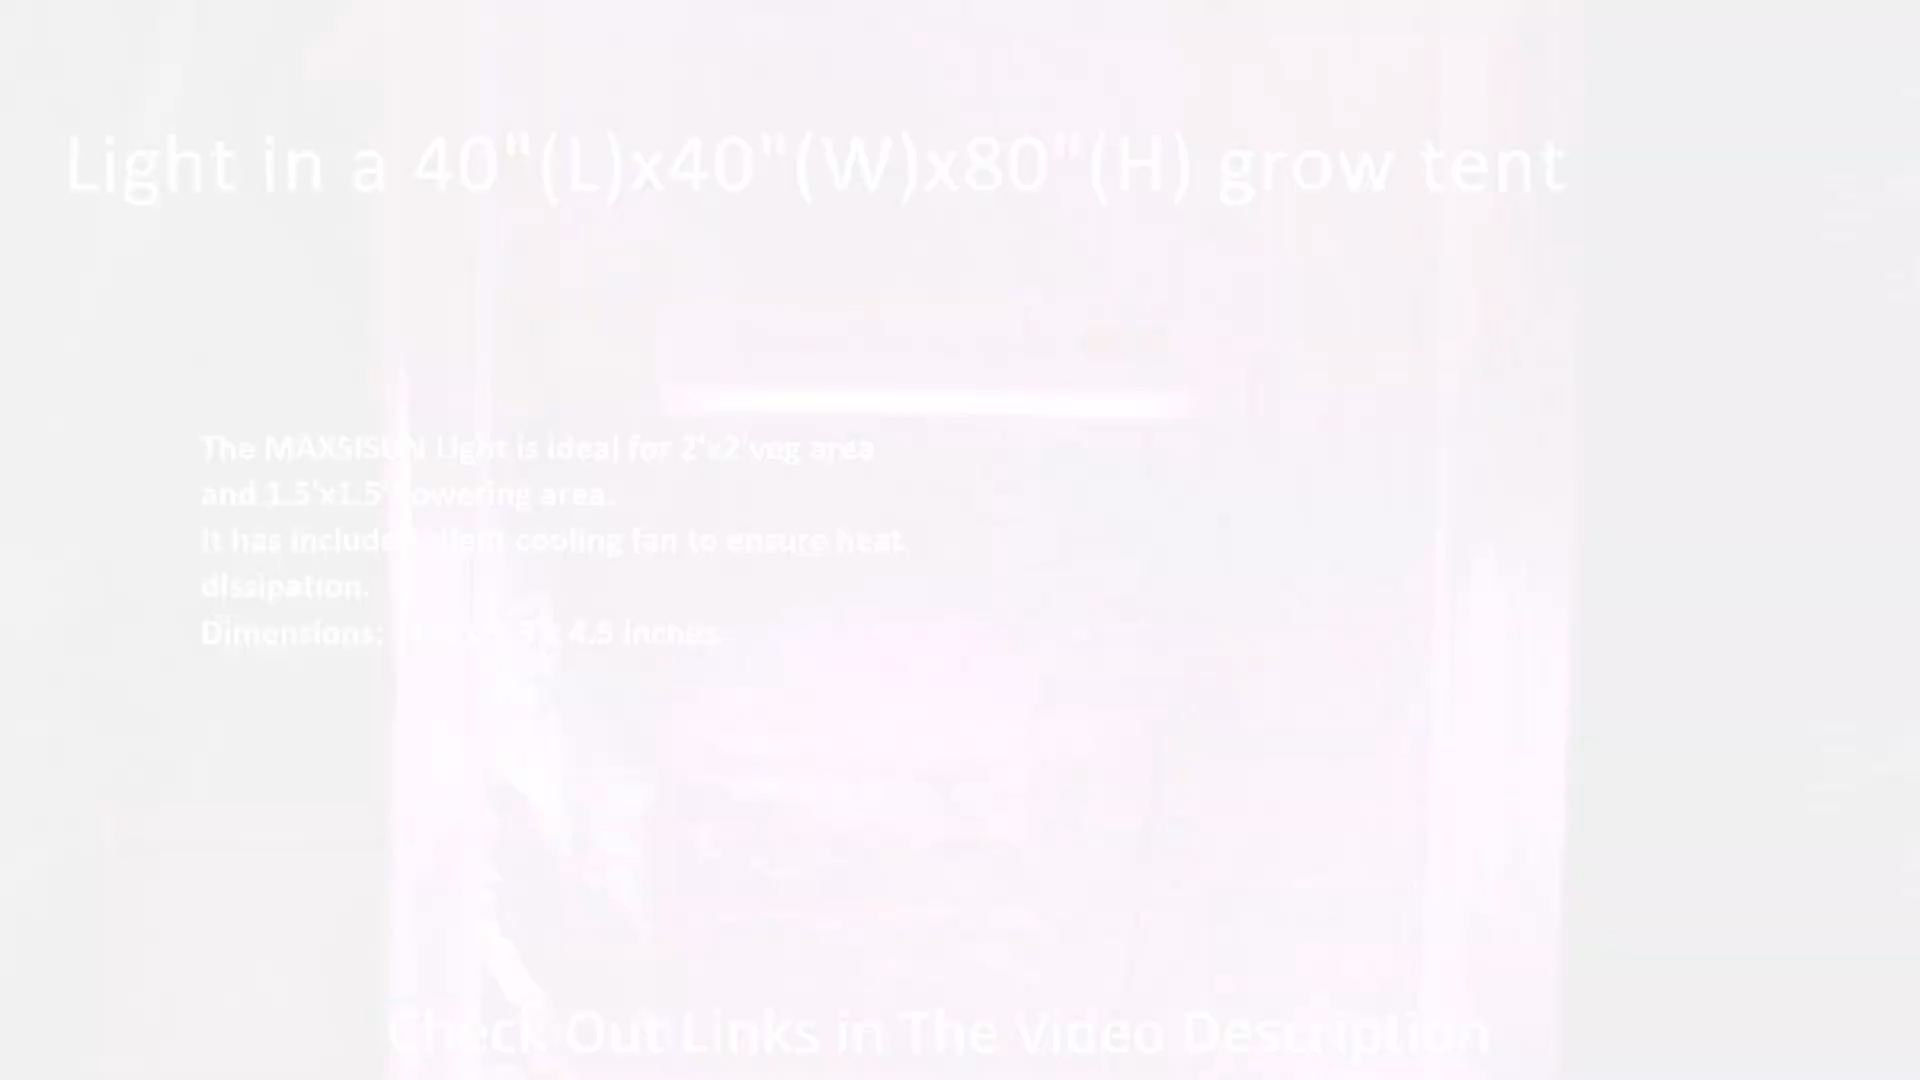 Light in a 40"(L)x40"(W)x80"(H) grow tent
The MAXSISUN Light is ideal for 2'x2' veg area
and 1.5'x1.5' flowering area.
It has included silent cooling fan to ensure heat
dissipation.
Dimensions: 4.5 inches
Check Out Links in The Video Description